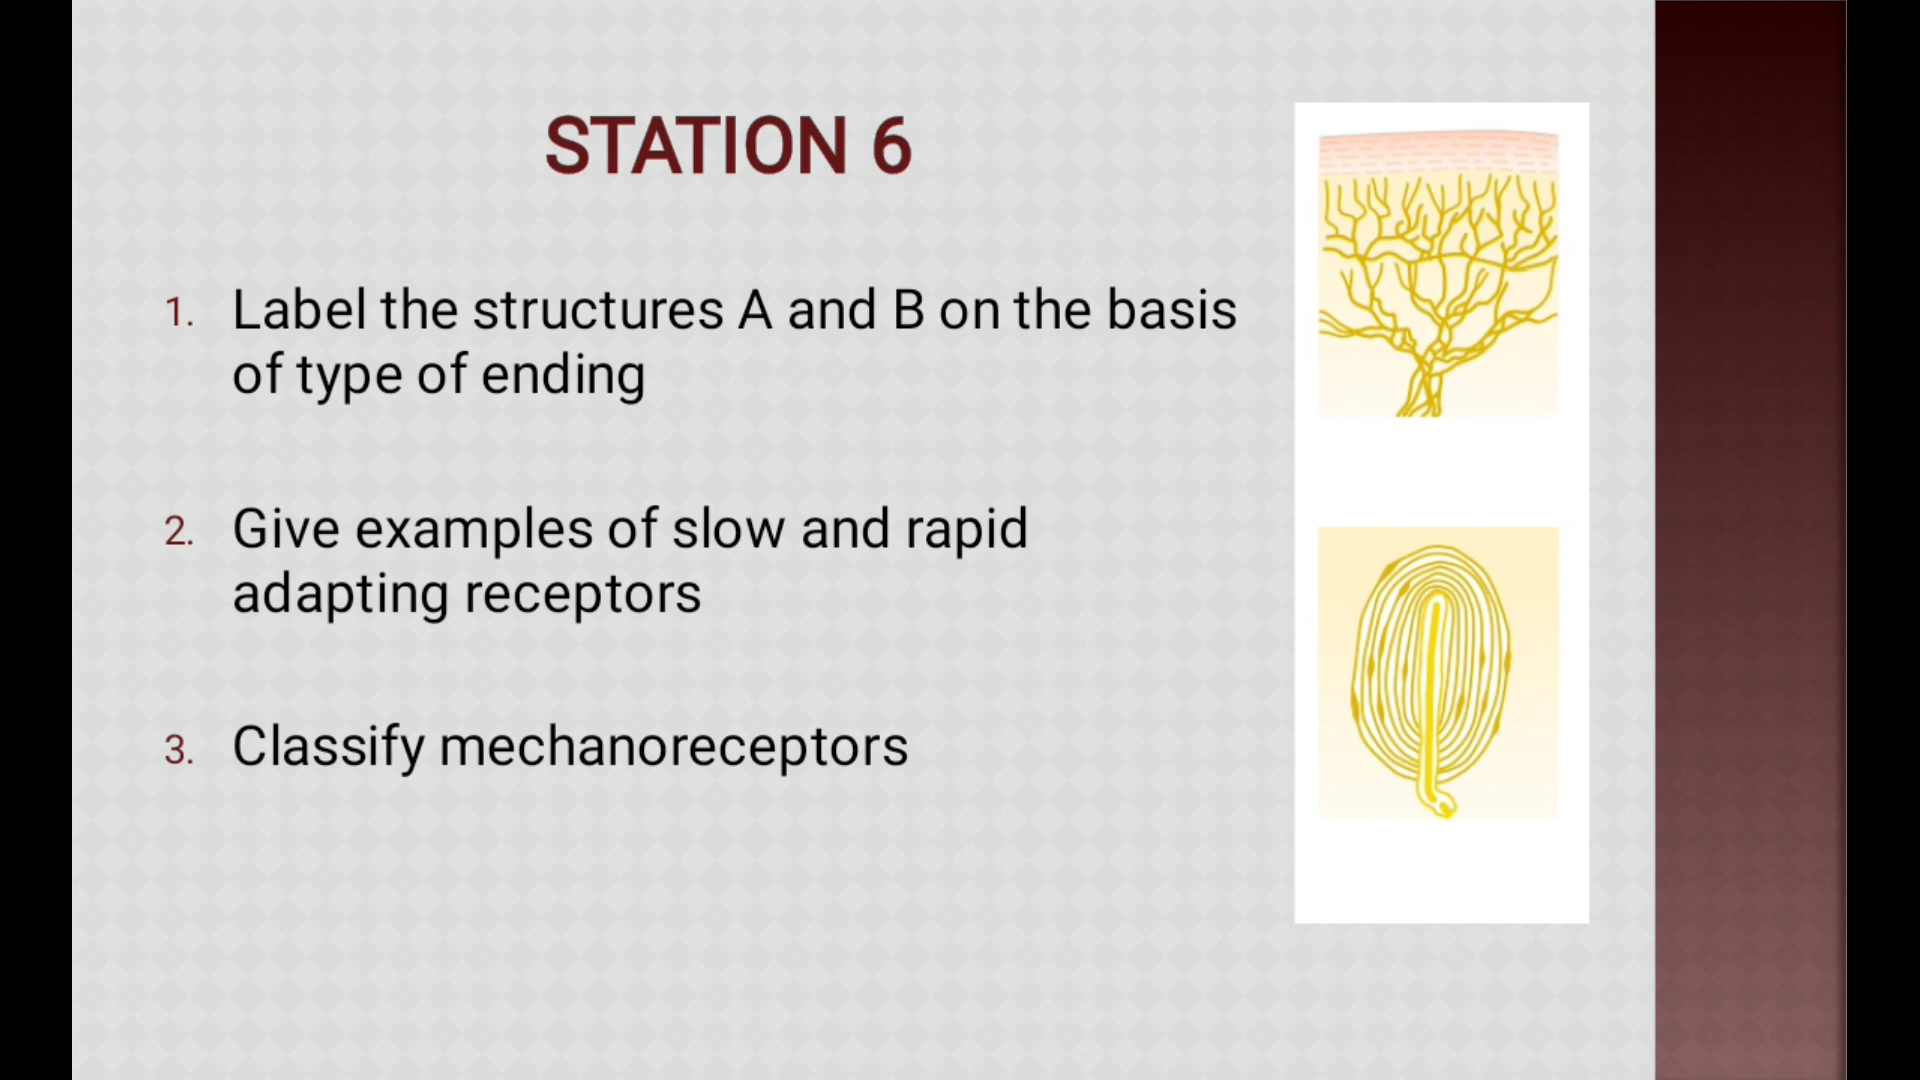 STATION 6
1. Label the structures A and B on the basis
of type of ending
2. Give examples of slow and rapid
adapting receptors
3. Classify mechanoreceptors